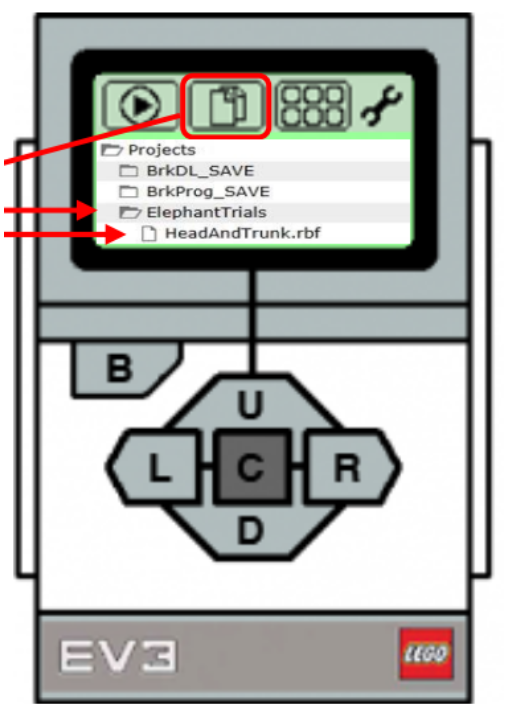 Projects
BrkDL_SAVE
BrkProg_SAVE
ElephantTrials
HeadAndTrunk.rbf
B
U
L C R
D
EV3
LEGO